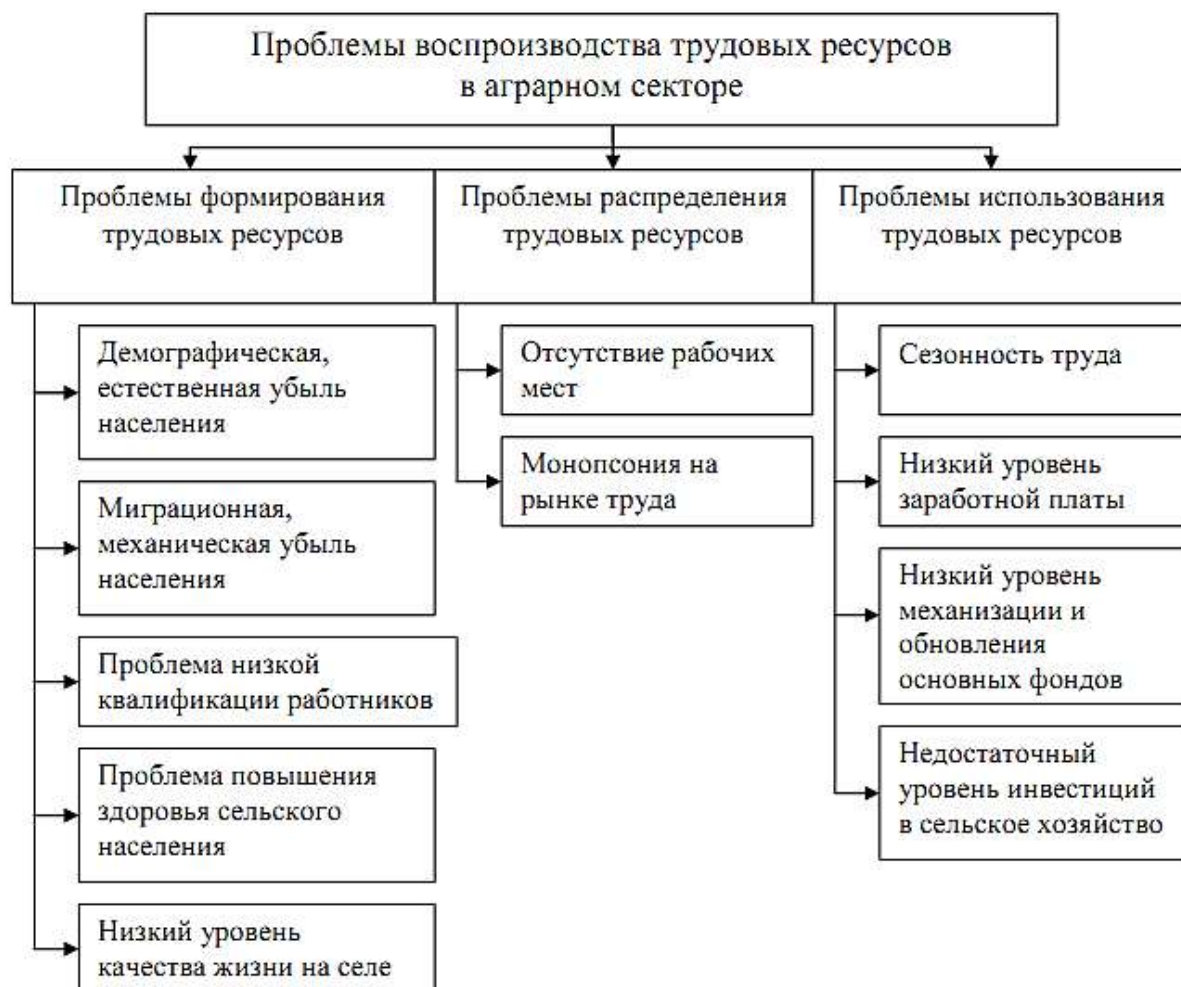 Проблемы воспроизводства трудовых ресурсов
в аграрном секторе
Проблемы формирования
трудовых ресурсов
Проблемы распределения
трудовых ресурсов
Проблемы использования
трудовых ресурсов
Демографическая,
естественная убыль
населения
Миграционная,
механическая убыль
населения
Проблема низкой
квалификации работников
Проблема повышения
здоровья сельского
населения
Низкий уровень
качества жизни на селе
Отсутствие рабочих
мест
Монопсония на
рынке труда
Сезонность труда
Низкий уровень
заработной платы
Низкий уровень
механизации и
обновления
основных фондов
Недостаточный
уровень инвестиций
в сельское хозяйство